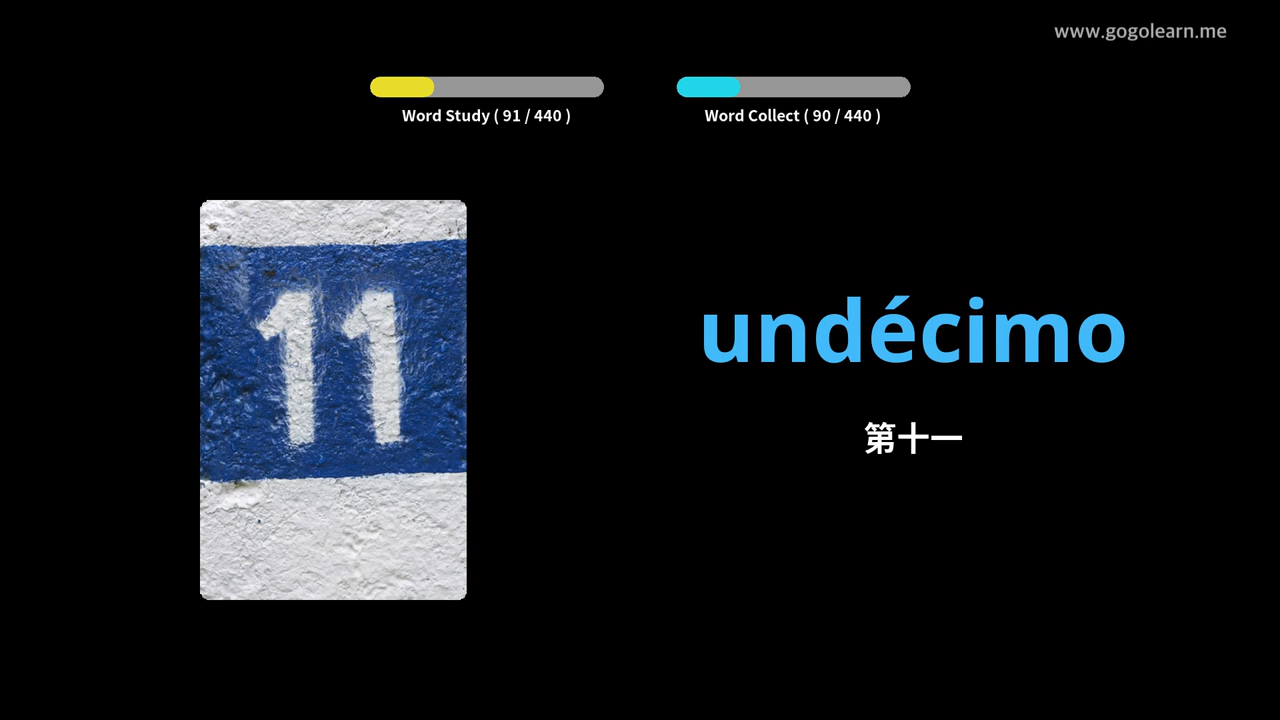 www.gogolearn.me
Word Study ( 91 / 440 )
Word Collect ( 90 / 440 )
11
undécimo
第十一